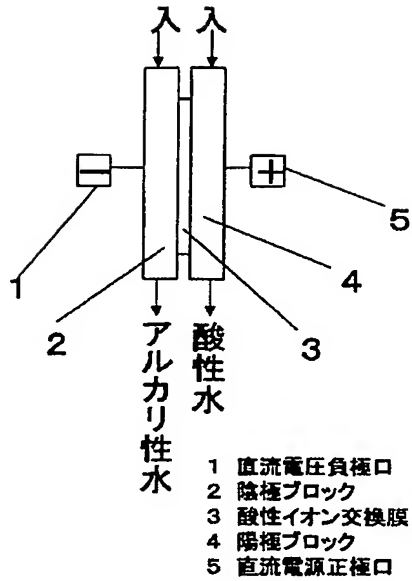 入 入
− +
1
2
3
4
5
アルカリ性水
酸性水
1 直流電圧負極口
2 陰極ブロック
3 酸性イオン交換膜
4 陽極ブロック
5 直流電源正極口